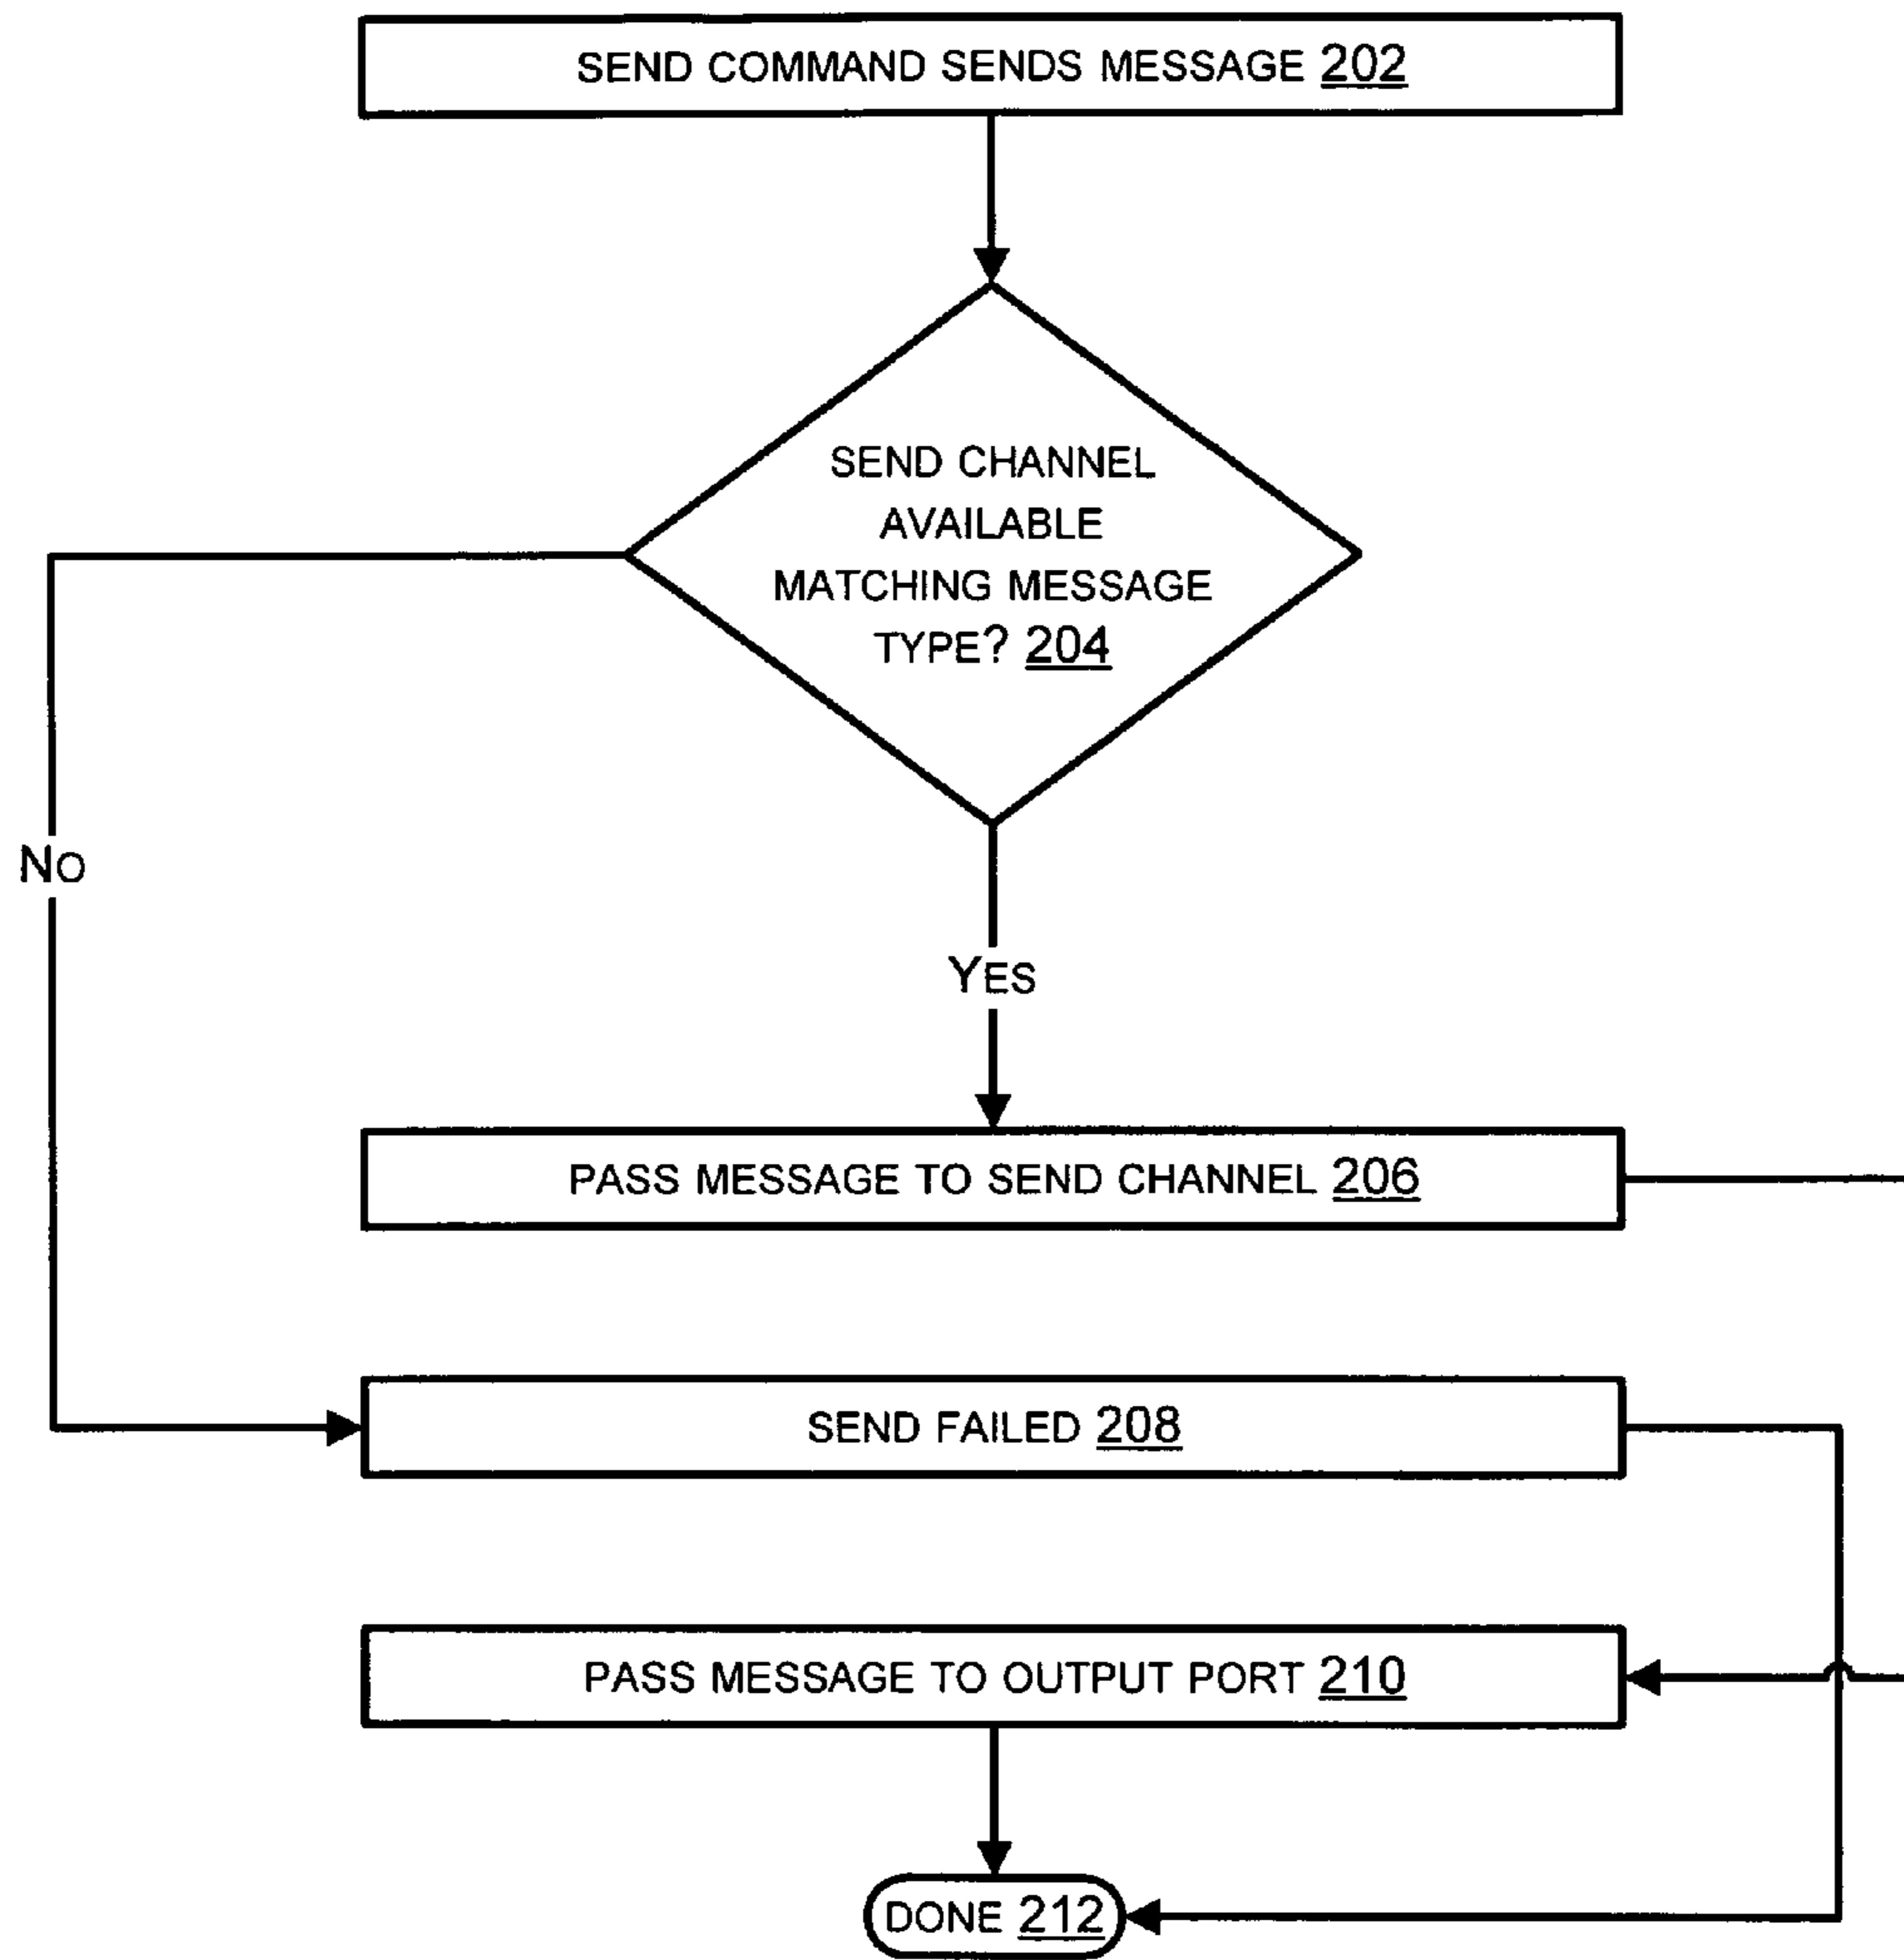 SEND COMMAND SENDS MESSAGE 202
SEND CHANNEL
AVAILABLE
MATCHING MESSAGE
TYPE? 204
NO
YES
PASS MESSAGE TO SEND CHANNEL 206
SEND FAILED 208
PASS MESSAGE TO OUTPUT PORT 210
DONE 212